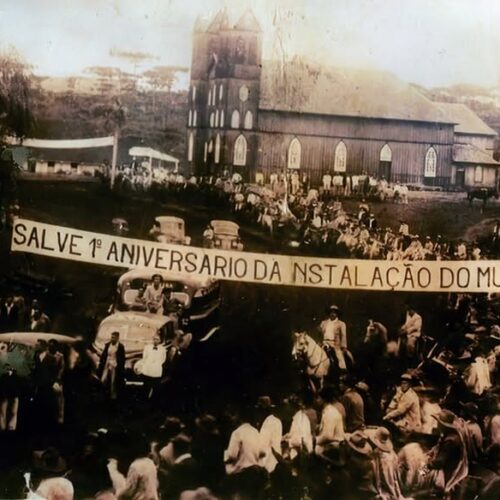 SALVE 1º ANIVERSARIO DA NSTALAÇÃO DO MU